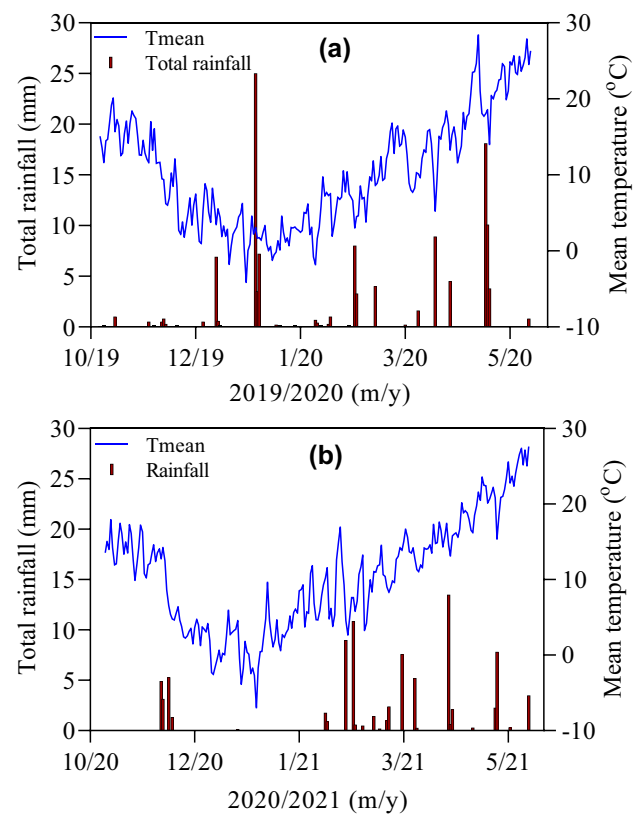 30 30
Tmean (a)
Total rainfall
25
20 20
15 10
10 0
5
0 -10
10/19 12/19 1/20 3/20 5/20
2019/2020 (m/y)
Total rainfall (mm)
Mean temperature (°C)
30 30
Tmean (b)
Rainfall
25
20 20
15 10
10 0
5
0 -10
10/20 12/20 1/21 3/21 5/21
2020/2021 (m/y)
Total rainfall (mm)
Mean temperature (°C)